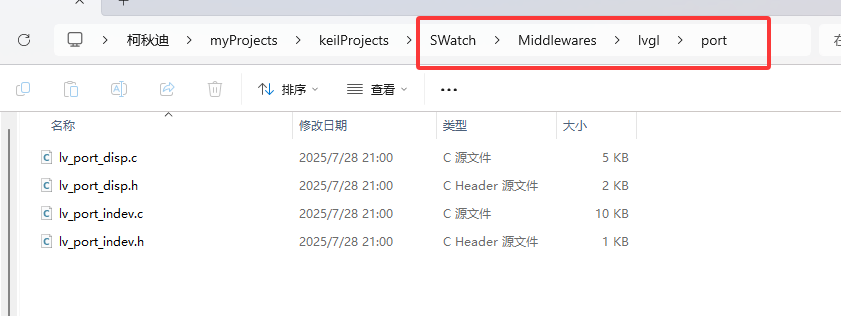 柯秋迪 > myProjects > keilProjects > SWatch > Middlewares > lvgl > port > 在
排序 查看 ...
名称 修改日期 类型 大小
lv_port_disp.c 2025/7/28 21:00 C 源文件 5 KB
lv_port_disp.h 2025/7/28 21:00 C Header 源文件 2 KB
lv_port_indev.c 2025/7/28 21:00 C 源文件 10 KB
lv_port_indev.h 2025/7/28 21:00 C Header 源文件 1 KB